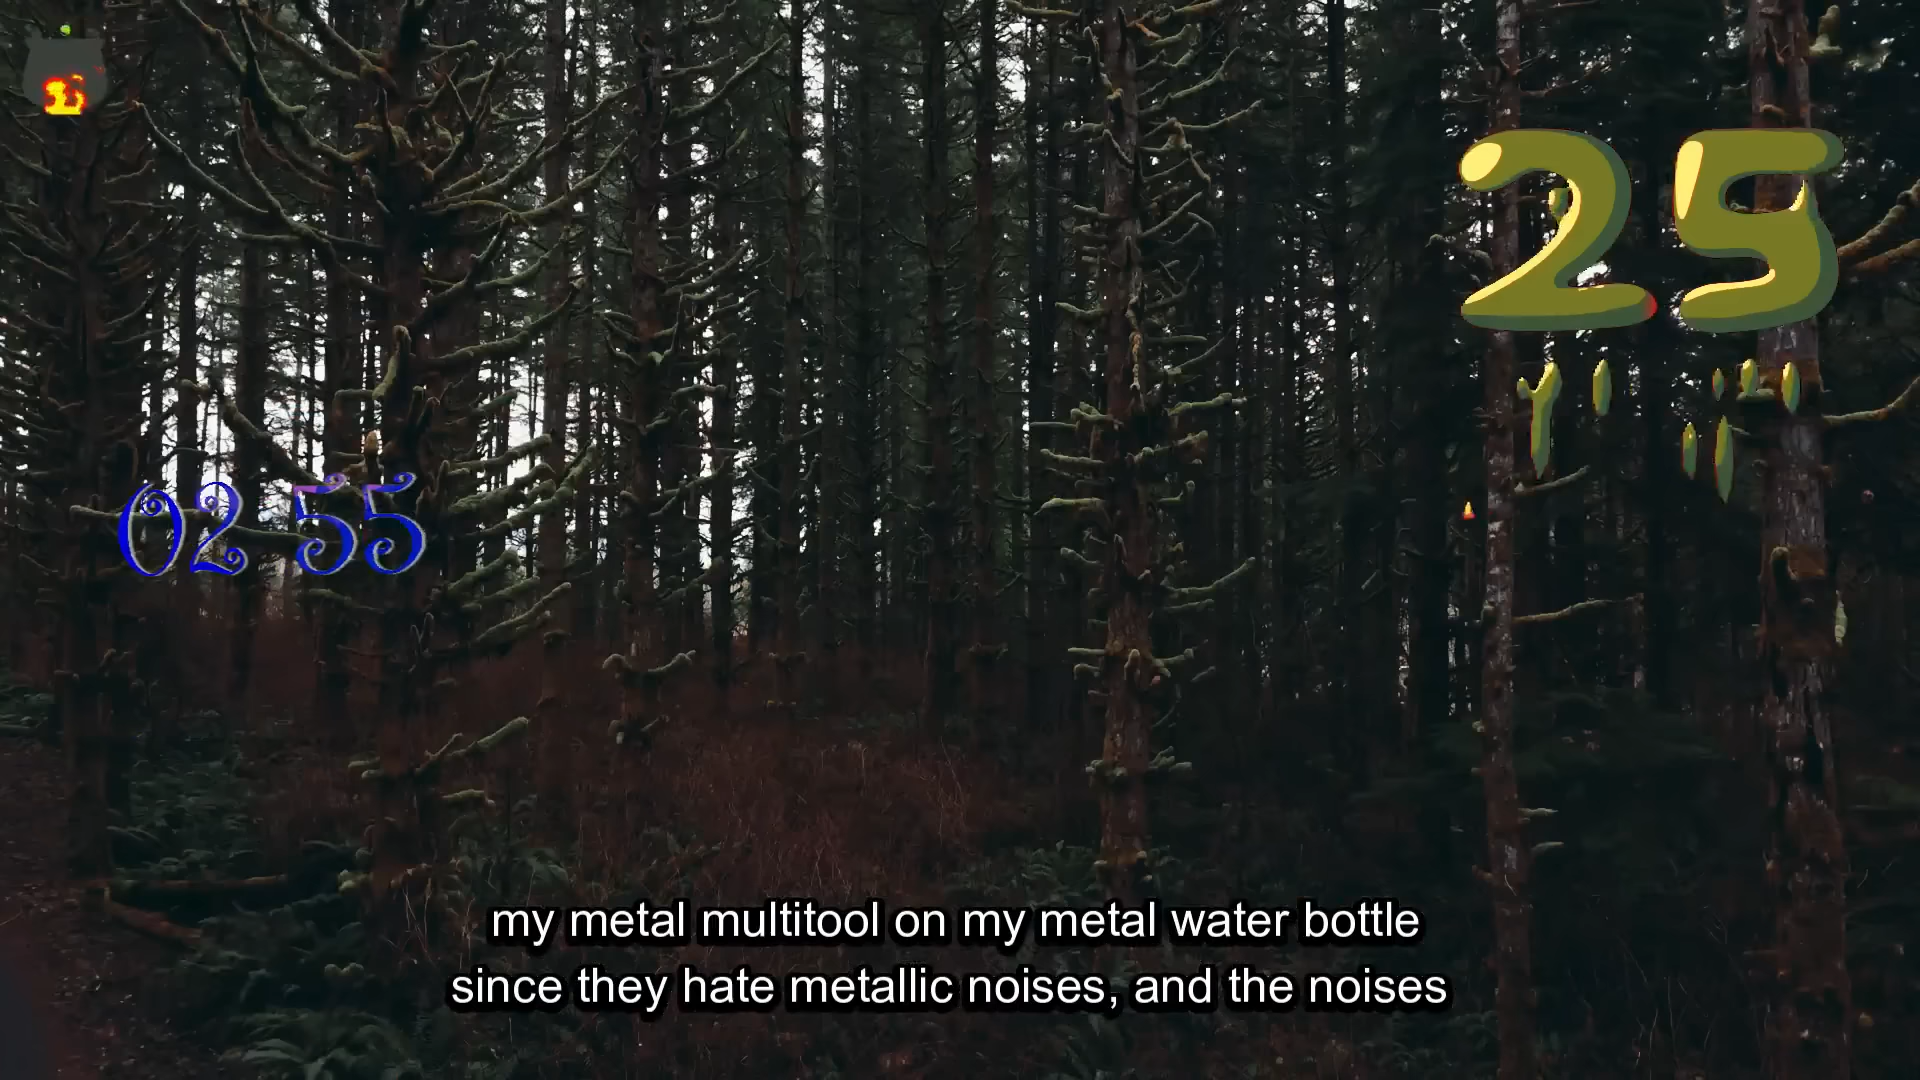 25
02 55
my metal multitool on my metal water bottle
since they hate metallic noises, and the noises